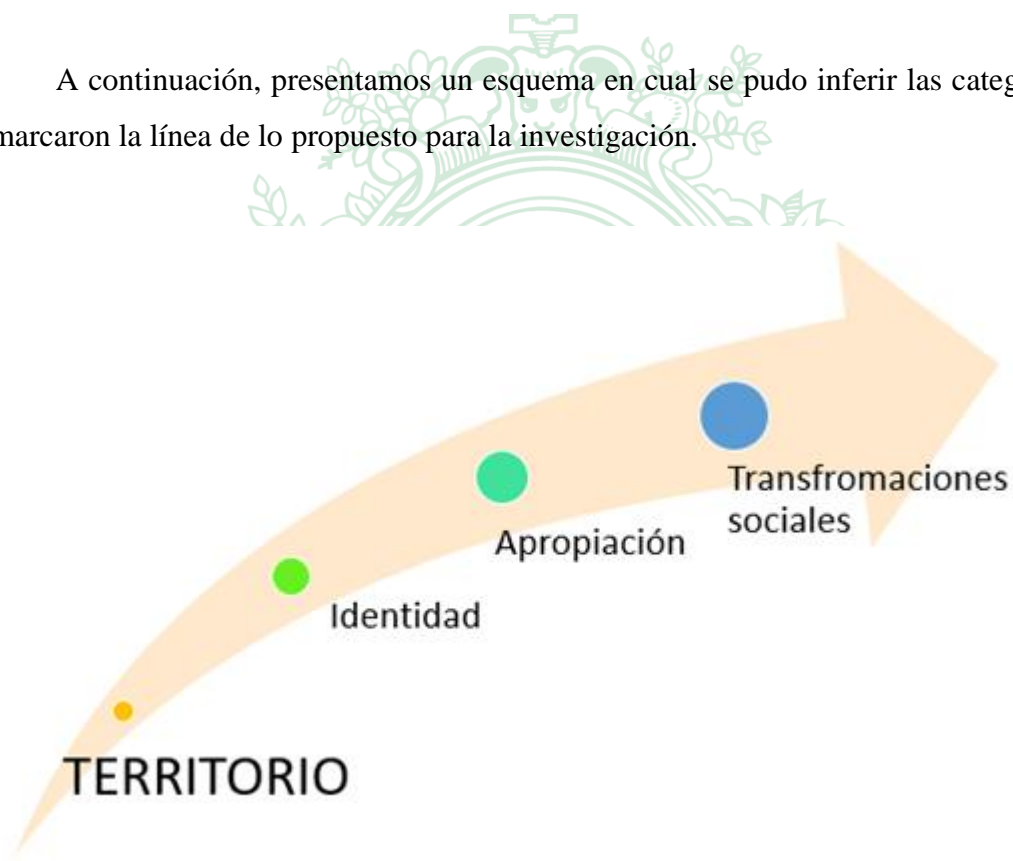 A continuación, presentamos un esquema en cual se pudo inferir las
marcaron la línea de lo propuesto para la investigación.
Transfromaciones
sociales
Apropiación
Identidad
TERRITORIO